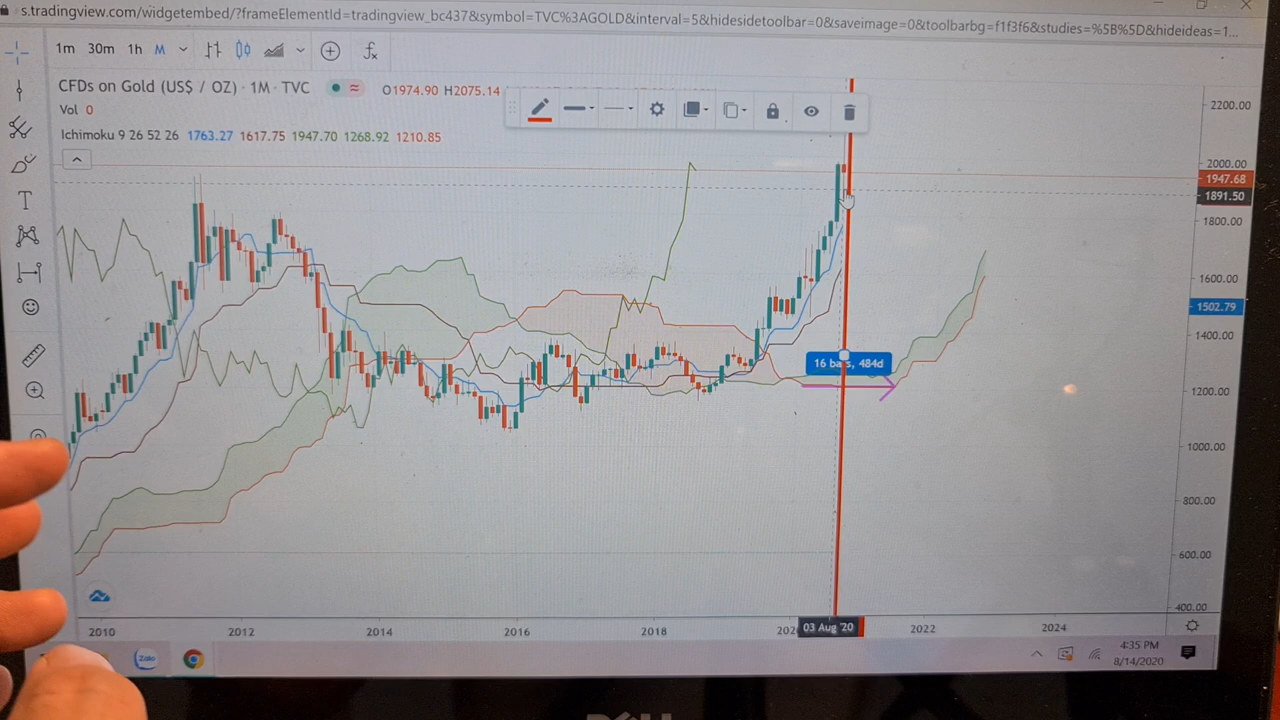 s.tradingview.com/widgetembed/?frameElementId=tradingview_bc437&symbol=TVC%3AGOLD&interval=5&hidesidetoolbar=0&saveimage=0&toolbarbg=f1f3f6&studies=%5B%5D&hideideas=1...
1m 30m 1h M
CFDs on Gold (US$ / OZ) · 1M · TVC O1974.90 H2075.14
Vol 0
Ichimoku 9 26 52 26 1763.27 1617.75 1947.70 1268.92 1210.85
2200.00
2000.00
1947.68
1891.50
1800.00
1600.00
1502.79
1400.00
16 bars, 484d
1200.00
1000.00
800.00
600.00
400.00
2010 2012 2014 2016 2018 202 03 Aug '20 2022 2024
Zalo
4:35 PM
8/14/2020
DELL